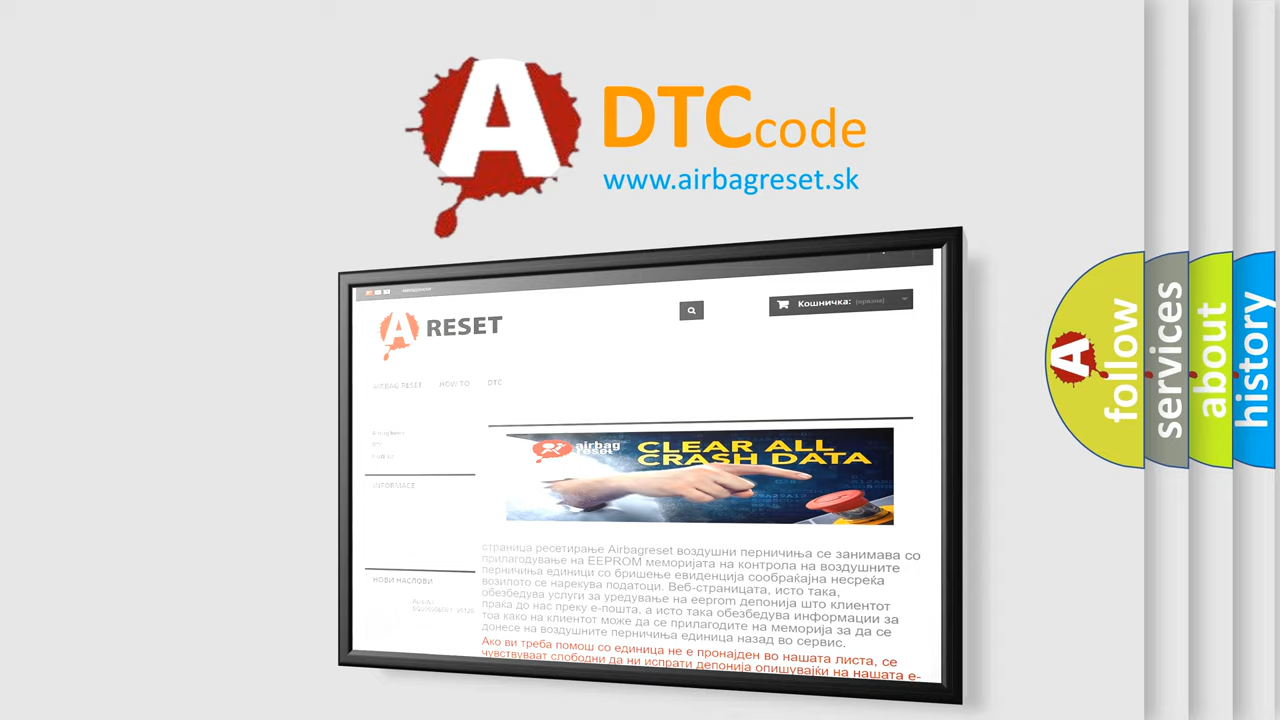 A
DTCcode
www.airbagreset.sk
Кошничка: (празна)
A RESET
AIRBAG RESET HOW TO DTC
airbag
reset
CLEAR ALL
CRASH DATA
INFORMACE
страница ресетирање Airbagreset воздушни перничиња се занимава со
прилагодување на EEPROM меморијата на контрола на воздушните
перничиња единици со бришење евиденција сообраќајна несреќа
возилото се нарекува податоци. Веб-страницата, исто така,
обезбедува услуги за уредување на eeprom депонија што клиентот
праќа до нас преку е-пошта, а исто така обезбедува информации за
тоа како на клиентот може да се прилагодите на меморија за да се
донесе на воздушните перничиња единица назад во сервис.
НОВИ НАСЛОВИ
Ако ви треба помош со единица не е пронајден во нашата листа, се
чувствуваат слободни да ни испрати депонија опишувајќи на нашата е-
A
follow
services
about
history